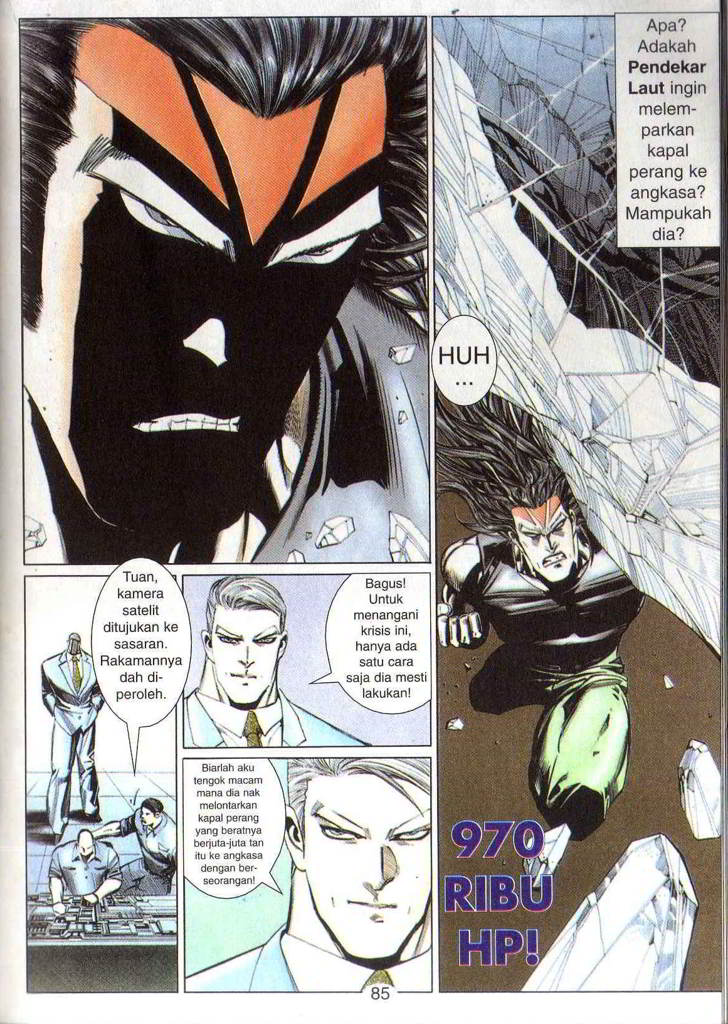 Apa?
Adakah
Pendekar
Laut ingin
melem-
parkan
kapal
perang ke
angkasa?
Mampukah
dia?
HUH
...
970
RIBU
HP!
Tuan,
kamera
satelit
ditujukan ke
sasaran.
Rakamannya
dah di-
peroleh.
Bagus!
Untuk
menangani
krisis ini,
hanya ada
satu cara
saja dia mesti
lakukan!
Biarlah aku
tengok macam
mana dia nak
melontarkan
kapal perang
yang beratnya
berjuta-juta tan
itu ke angkasa
dengan ber-
seorangan!
85